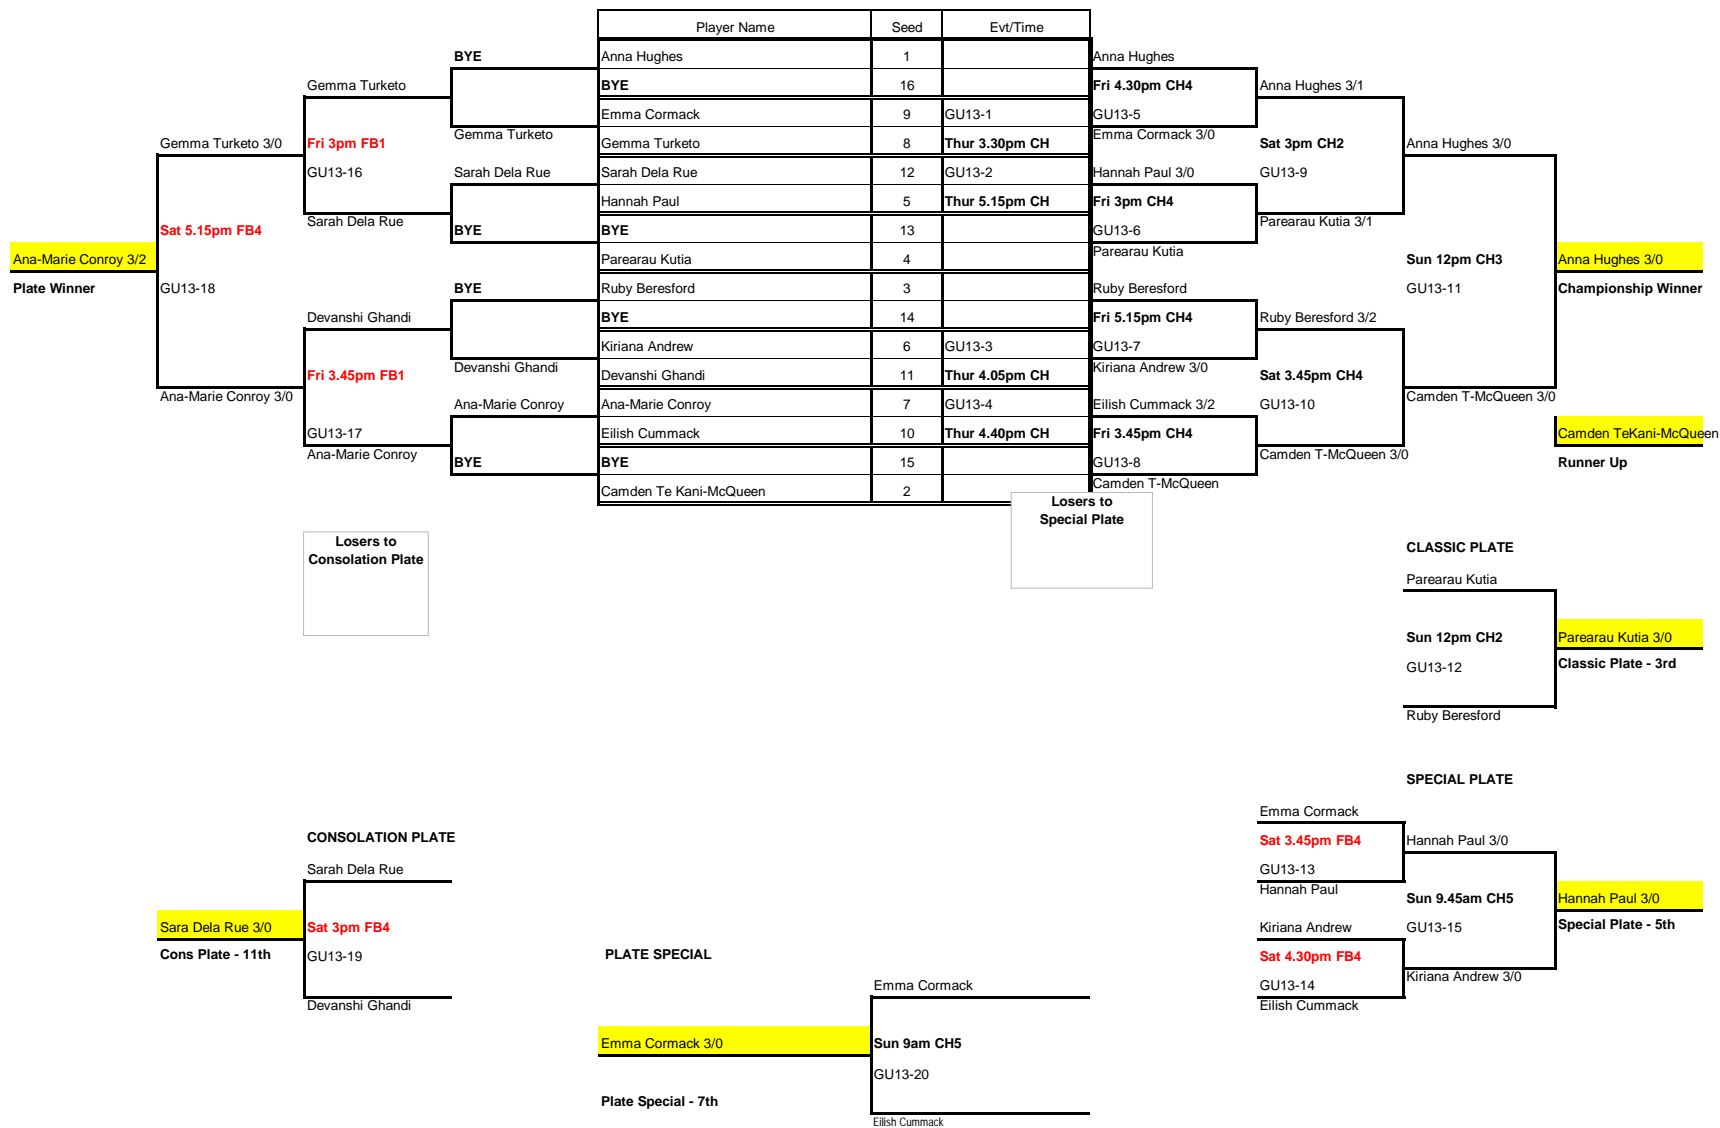 Player Name Seed Evt/Time
BYE Anna Hughes 1 Anna Hughes
Gemma Turketo BYE 16 Fri 4.30pm CH4 Anna Hughes 3/1
Emma Cormack 9 GU13-1 GU13-5
Gemma Turketo Emma Cormack 3/0
Gemma Turketo 3/0 Fri 3pm FB1 Gemma Turketo 8 Thur 3.30pm CH Sat 3pm CH2 Anna Hughes 3/0
GU13-16 Sarah Dela Rue Sarah Dela Rue 12 GU13-2 Hannah Paul 3/0 GU13-9
Hannah Paul 5 Thur 5.15pm CH Fri 3pm CH4
Sarah Dela Rue Parearau Kutia 3/1
Sat 5.15pm FB4 BYE BYE 13 GU13-6
Parearau Kutia
Ana-Marie Conroy 3/2 Parearau Kutia 4 Sun 12pm CH3 Anna Hughes 3/0
Plate Winner GU13-18 BYE Ruby Beresford 3 Ruby Beresford GU13-11 Championship Winner
Devanshi Ghandi BYE 14 Fri 5.15pm CH4 Ruby Beresford 3/2
Kiriana Andrew 6 GU13-3 GU13-7
Devanshi Ghandi Kiriana Andrew 3/0
Fri 3.45pm FB1 Devanshi Ghandi 11 Thur 4.05pm CH Sat 3.45pm CH4
Ana-Marie Conroy 3/0 Camden T-McQueen 3/0
Ana-Marie Conroy Ana-Marie Conroy 7 GU13-4 Eilish Cummack 3/2 GU13-10
GU13-17 Eilish Cummack 10 Thur 4.40pm CH Fri 3.45pm CH4 Camden TeKani-McQueen
Ana-Marie Conroy Camden T-McQueen 3/0
BYE BYE 15 GU13-8 Runner Up
Camden T-McQueen
Camden Te Kani-McQueen 2
Losers to
Special Plate
Losers to
Consolation Plate
CLASSIC PLATE
Parearau Kutia
Sun 12pm CH2 Parearau Kutia 3/0
GU13-12 Classic Plate - 3rd
Ruby Beresford
SPECIAL PLATE
Emma Cormack
CONSOLATION PLATE Sat 3.45pm FB4 Hannah Paul 3/0
Sarah Dela Rue GU13-13
Hannah Paul
Sun 9.45am CH5 Hannah Paul 3/0
Sara Dela Rue 3/0 Sat 3pm FB4 Kiriana Andrew GU13-15 Special Plate - 5th
Cons Plate - 11th GU13-19 PLATE SPECIAL Sat 4.30pm FB4
Kiriana Andrew 3/0
Emma Cormack GU13-14
Devanshi Ghandi Eilish Cummack
Emma Cormack 3/0 Sun 9am CH5
GU13-20
Plate Special - 7th
Eilish Cummack